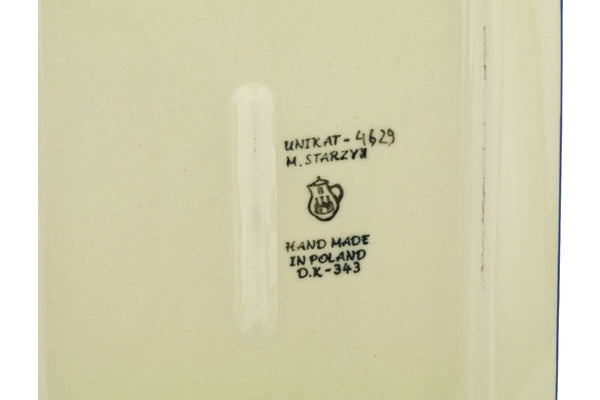 UNIKAT - 4629
M. STARZYK
B
HAND MADE
IN POLAND
D.K-343